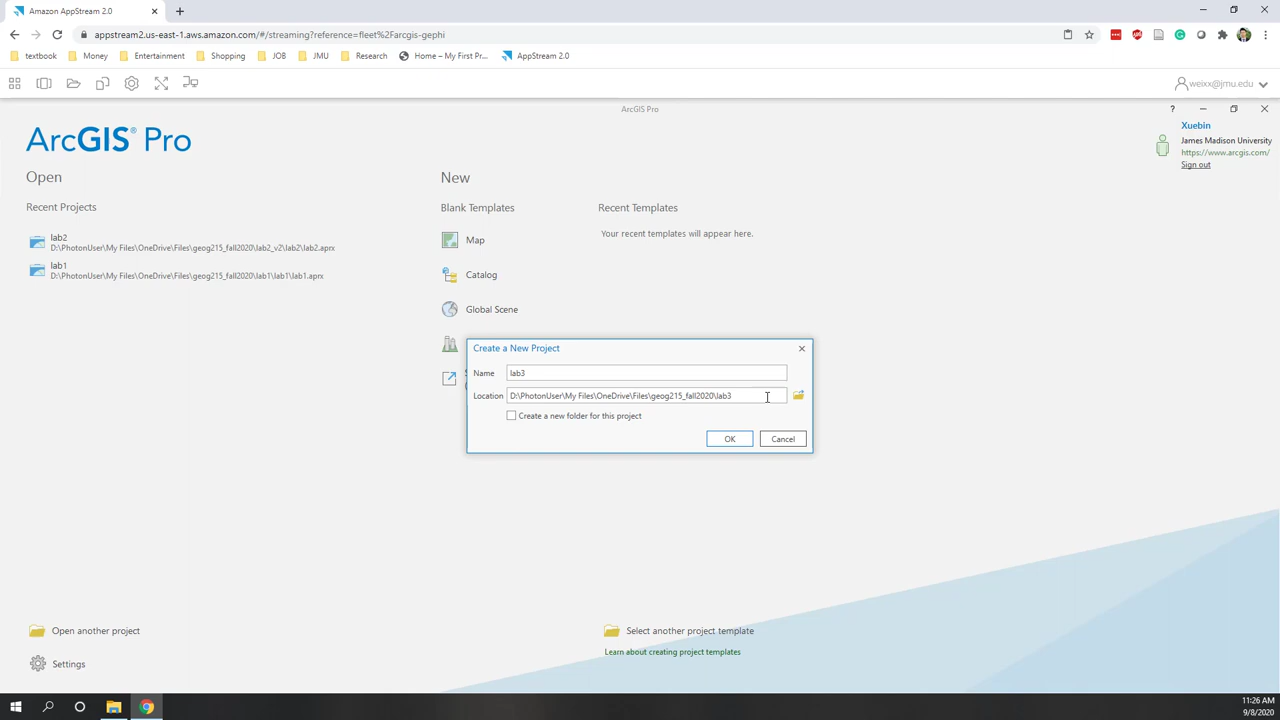 Amazon AppStream 2.0
appstream2.us-east-1.aws.amazon.com/#/streaming?reference=fleet%2Farcgis-gephi
textbook Money Entertainment Shopping JOB JMU Research Home – My First Pr... AppStream 2.0
weixx@jmu.edu
ArcGIS Pro
?
ArcGIS® Pro
Xuebin
James Madison University
https://www.arcgis.com/
Sign out
Open
Recent Projects
lab2
D:\PhotonUser\My Files\OneDrive\Files\geog215_fall2020\lab2_v2\lab2\lab2.aprx
lab1
D:\PhotonUser\My Files\OneDrive\Files\geog215_fall2020\lab1\lab1\lab1.aprx
New
Blank Templates
Map
Catalog
Global Scene
Recent Templates
Your recent templates will appear here.
Create a New Project
Name lab3
Location D:\PhotonUser\My Files\OneDrive\Files\geog215_fall2020\lab3
Create a new folder for this project
OK Cancel
Open another project
Settings
Select another project template
Learn about creating project templates
11:26 AM
9/8/2020